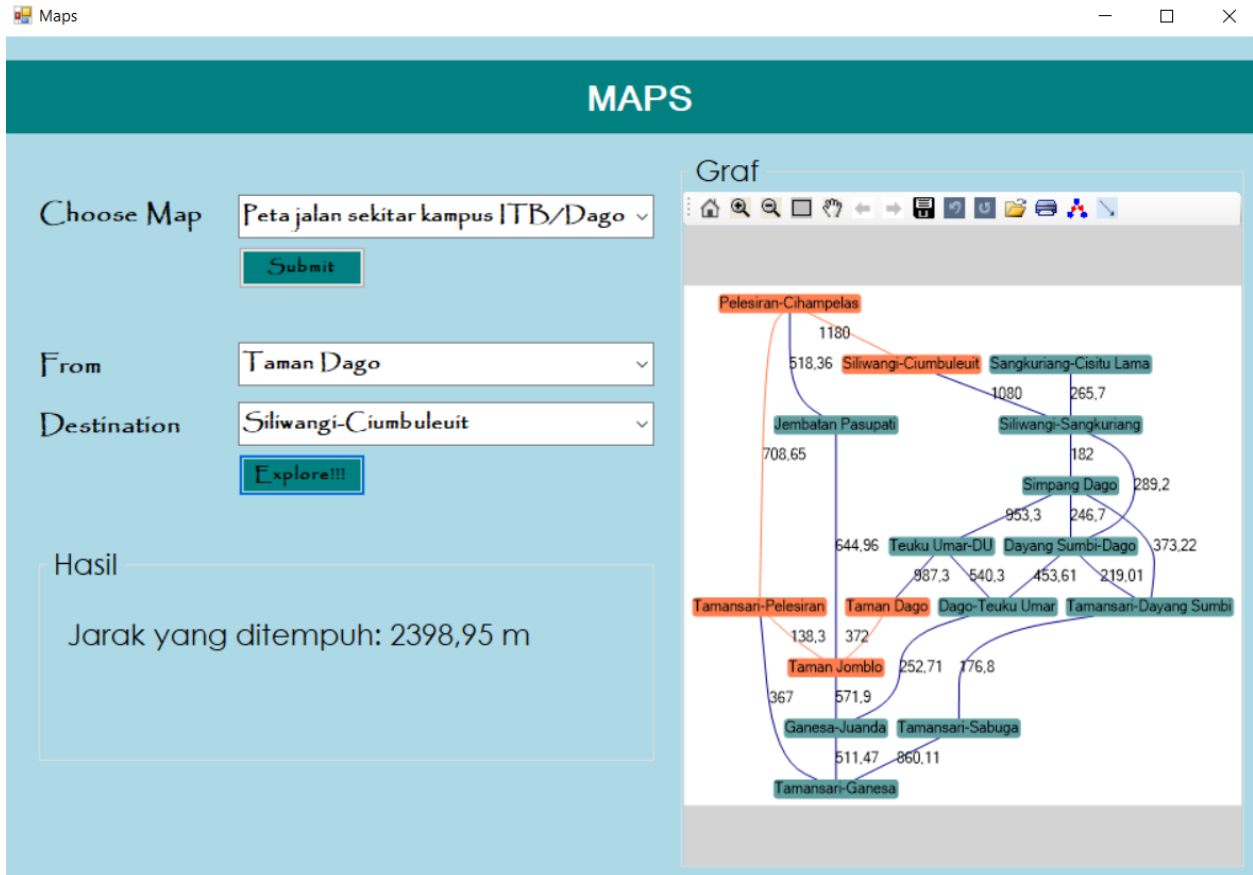 Maps
MAPS
Choose Map
Peta jalan sekitar kampus ITB/Dago
Submit
From
Taman Dago
Destination
Siliwangi-Ciumbuleuit
Explore!!!
Hasil
Jarak yang ditempuh: 2398,95 m
Graf
Pelesiran-Cihampelas
1180
518,36
Siliwangi-Ciumbuleuit
Sangkuriang-Cisitu Lama
1080
265,7
Jembatan Pasupati
Siliwangi-Sangkuriang
708,65
182
Simpang Dago
289,2
953,3
246,7
644,96
Teuku Umar-DU
Dayang Sumbi-Dago
373,22
987,3
540,3
453,61
219,01
Tamansari-Pelesiran
Taman Dago
Dago-Teuku Umar
Tamansari-Dayang Sumbi
138,3
372
Taman Jomblo
252,71
176,8
367
571,9
Ganesa-Juanda
Tamansari-Sabuga
511,47
860,11
Tamansari-Ganesa